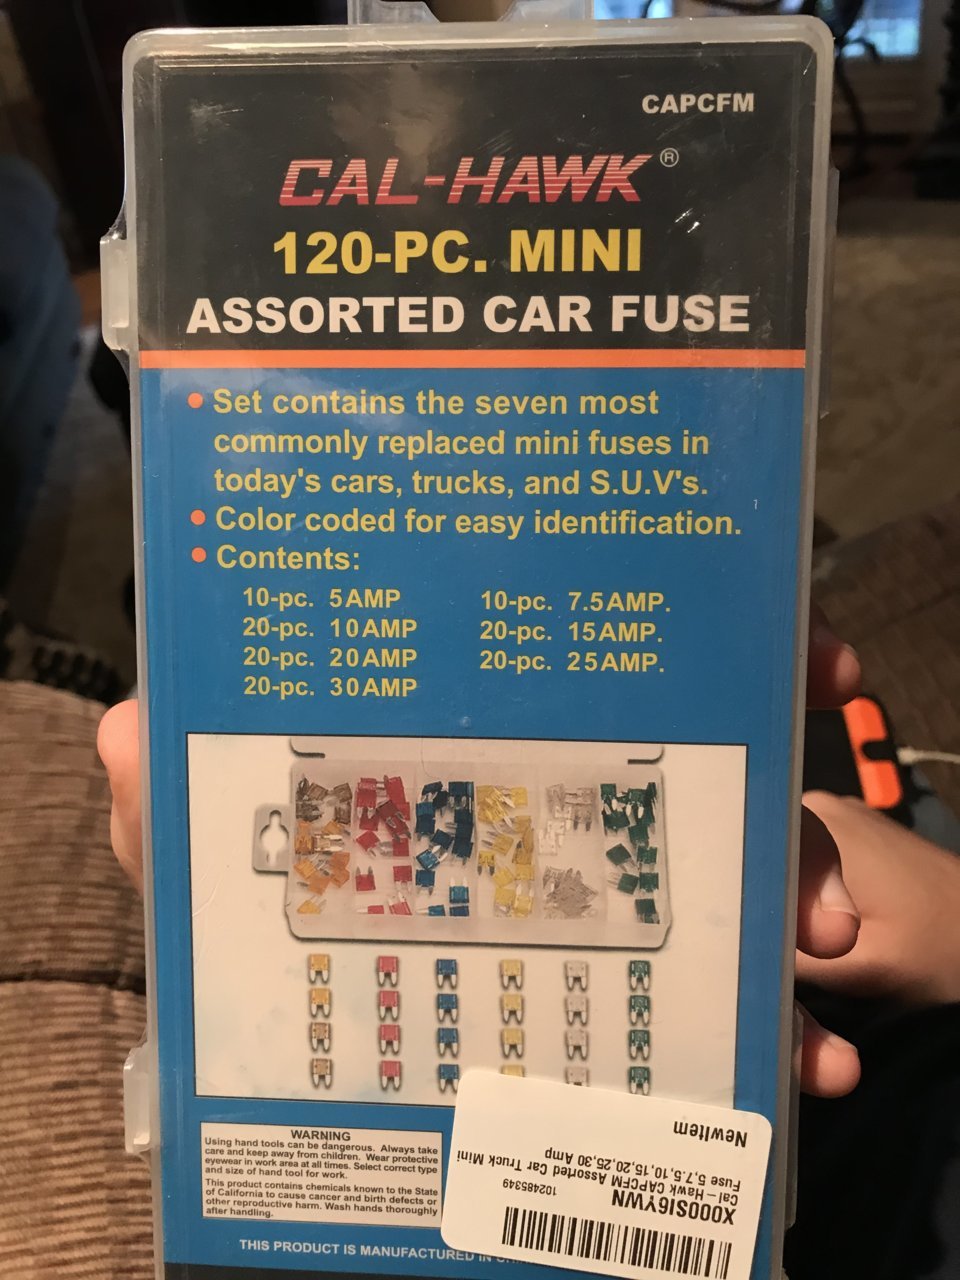 CAPCFM
CAL-HAWK®
120-PC. MINI
ASSORTED CAR FUSE
• Set contains the seven most
commonly replaced mini fuses in
today's cars, trucks, and S.U.V's.
• Color coded for easy identification.
• Contents:
10-pc. 5AMP
20-pc. 10AMP
20-pc. 20AMP
20-pc. 30AMP
10-pc. 7.5AMP.
20-pc. 15AMP.
20-pc. 25AMP.
WARNING
Using hand tools can be dangerous. Always take
care and keep away from children. Wear protective
eyewear in work area at all times. Select correct type
and size of hand tool for work.
This product contains chemicals known to the State
of California to cause cancer and birth defects or
other reproductive harm. Wash hands thoroughly
after handling.
THIS PRODUCT IS MANUFACTURED IN
102485349
X000SI6YWN
Cal-Hawk CAPCFM Assorted Car Truck Mini
Fuse 5,7.5,10,15,20,25,30 Amp
NewItem